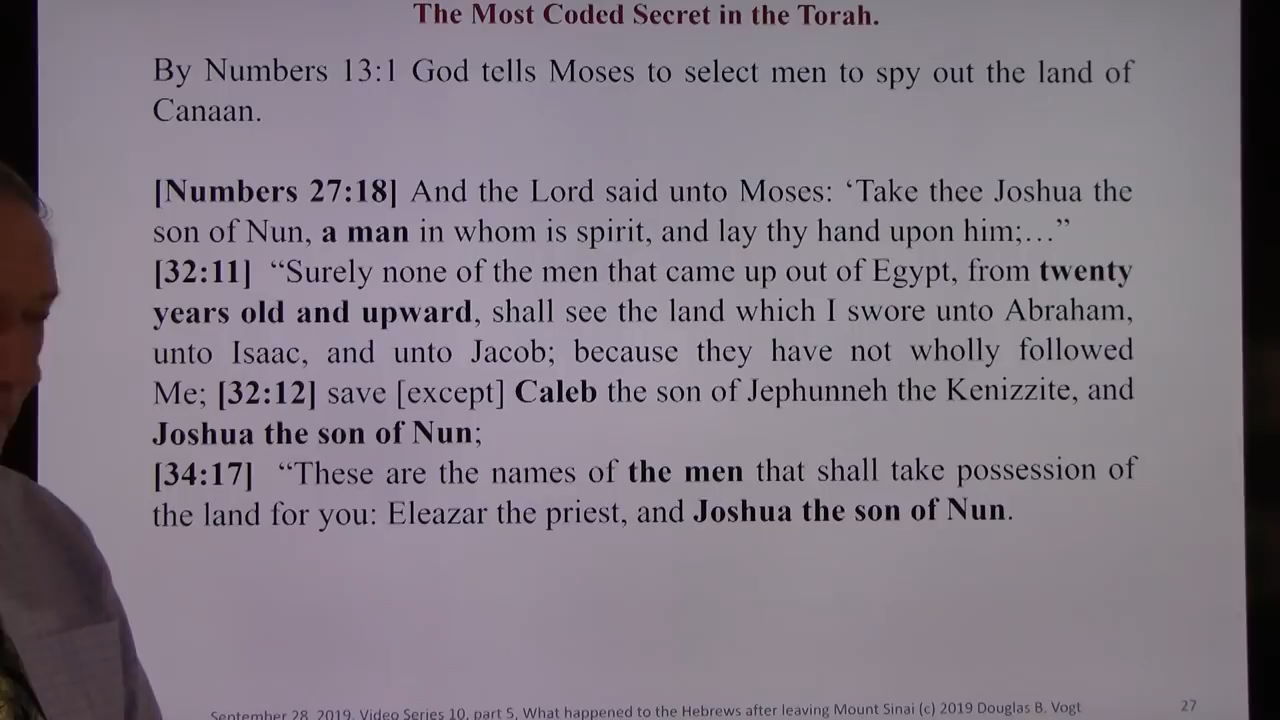 The Most Coded Secret in the Torah.
By Numbers 13:1 God tells Moses to select men to spy out the land of
Canaan.
[Numbers 27:18] And the Lord said unto Moses: ‘Take thee Joshua the
son of Nun, a man in whom is spirit, and lay thy hand upon him;…”
[32:11] “Surely none of the men that came up out of Egypt, from twenty
years old and upward, shall see the land which I swore unto Abraham,
unto Isaac, and unto Jacob; because they have not wholly followed
Me; [32:12] save [except] Caleb the son of Jephunneh the Kenizzite, and
Joshua the son of Nun;
[34:17] “These are the names of the men that shall take possession of
the land for you: Eleazar the priest, and Joshua the son of Nun.
September 28, 2019, Video Series 10, part 5, What happened to the Hebrews after leaving Mount Sinai (c) 2019 Douglas B. Vogt
27